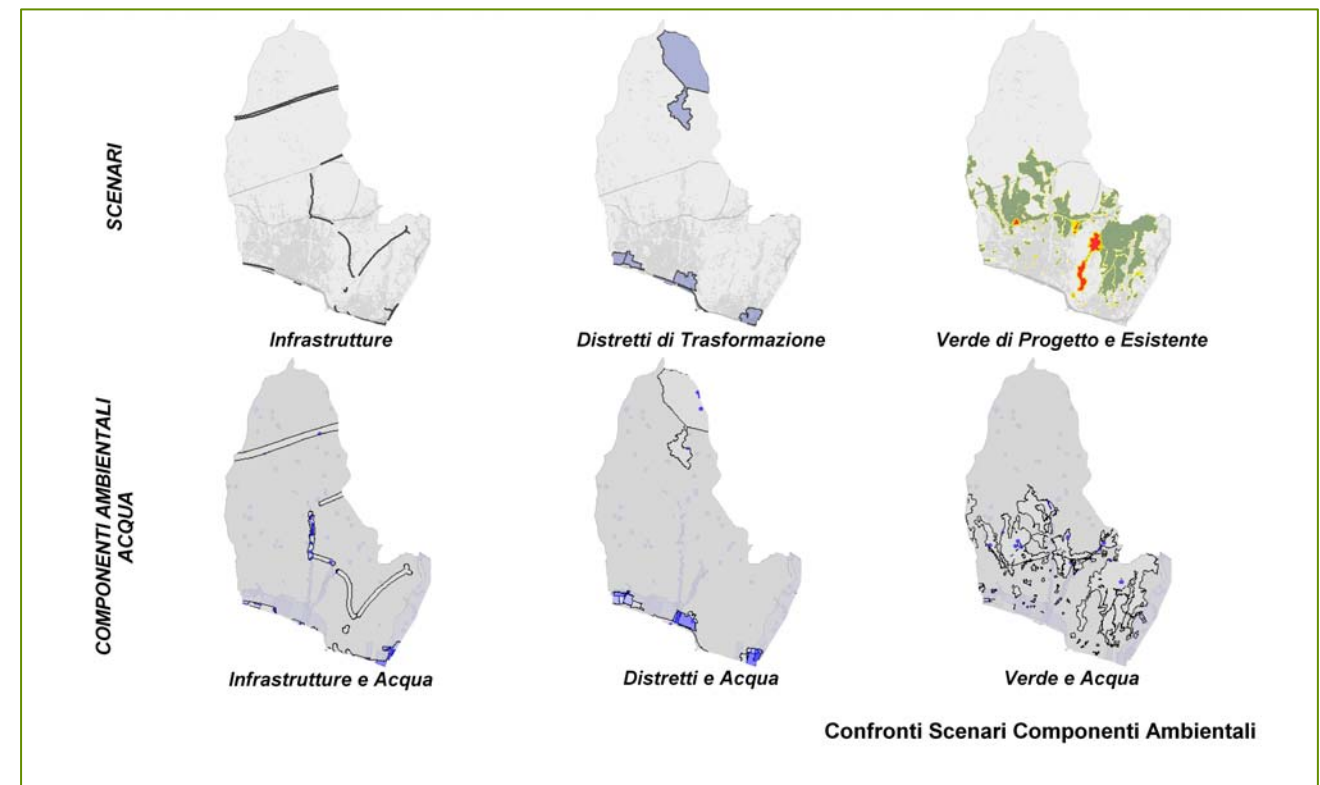 SCENARI
Infrastrutture
Distretti di Trasformazione
Verde di Progetto e Esistente
COMPONENTI AMBIENTALI
ACQUA
Infrastrutture e Acqua
Distretti e Acqua
Verde e Acqua
Confronti Scenari Componenti Ambientali